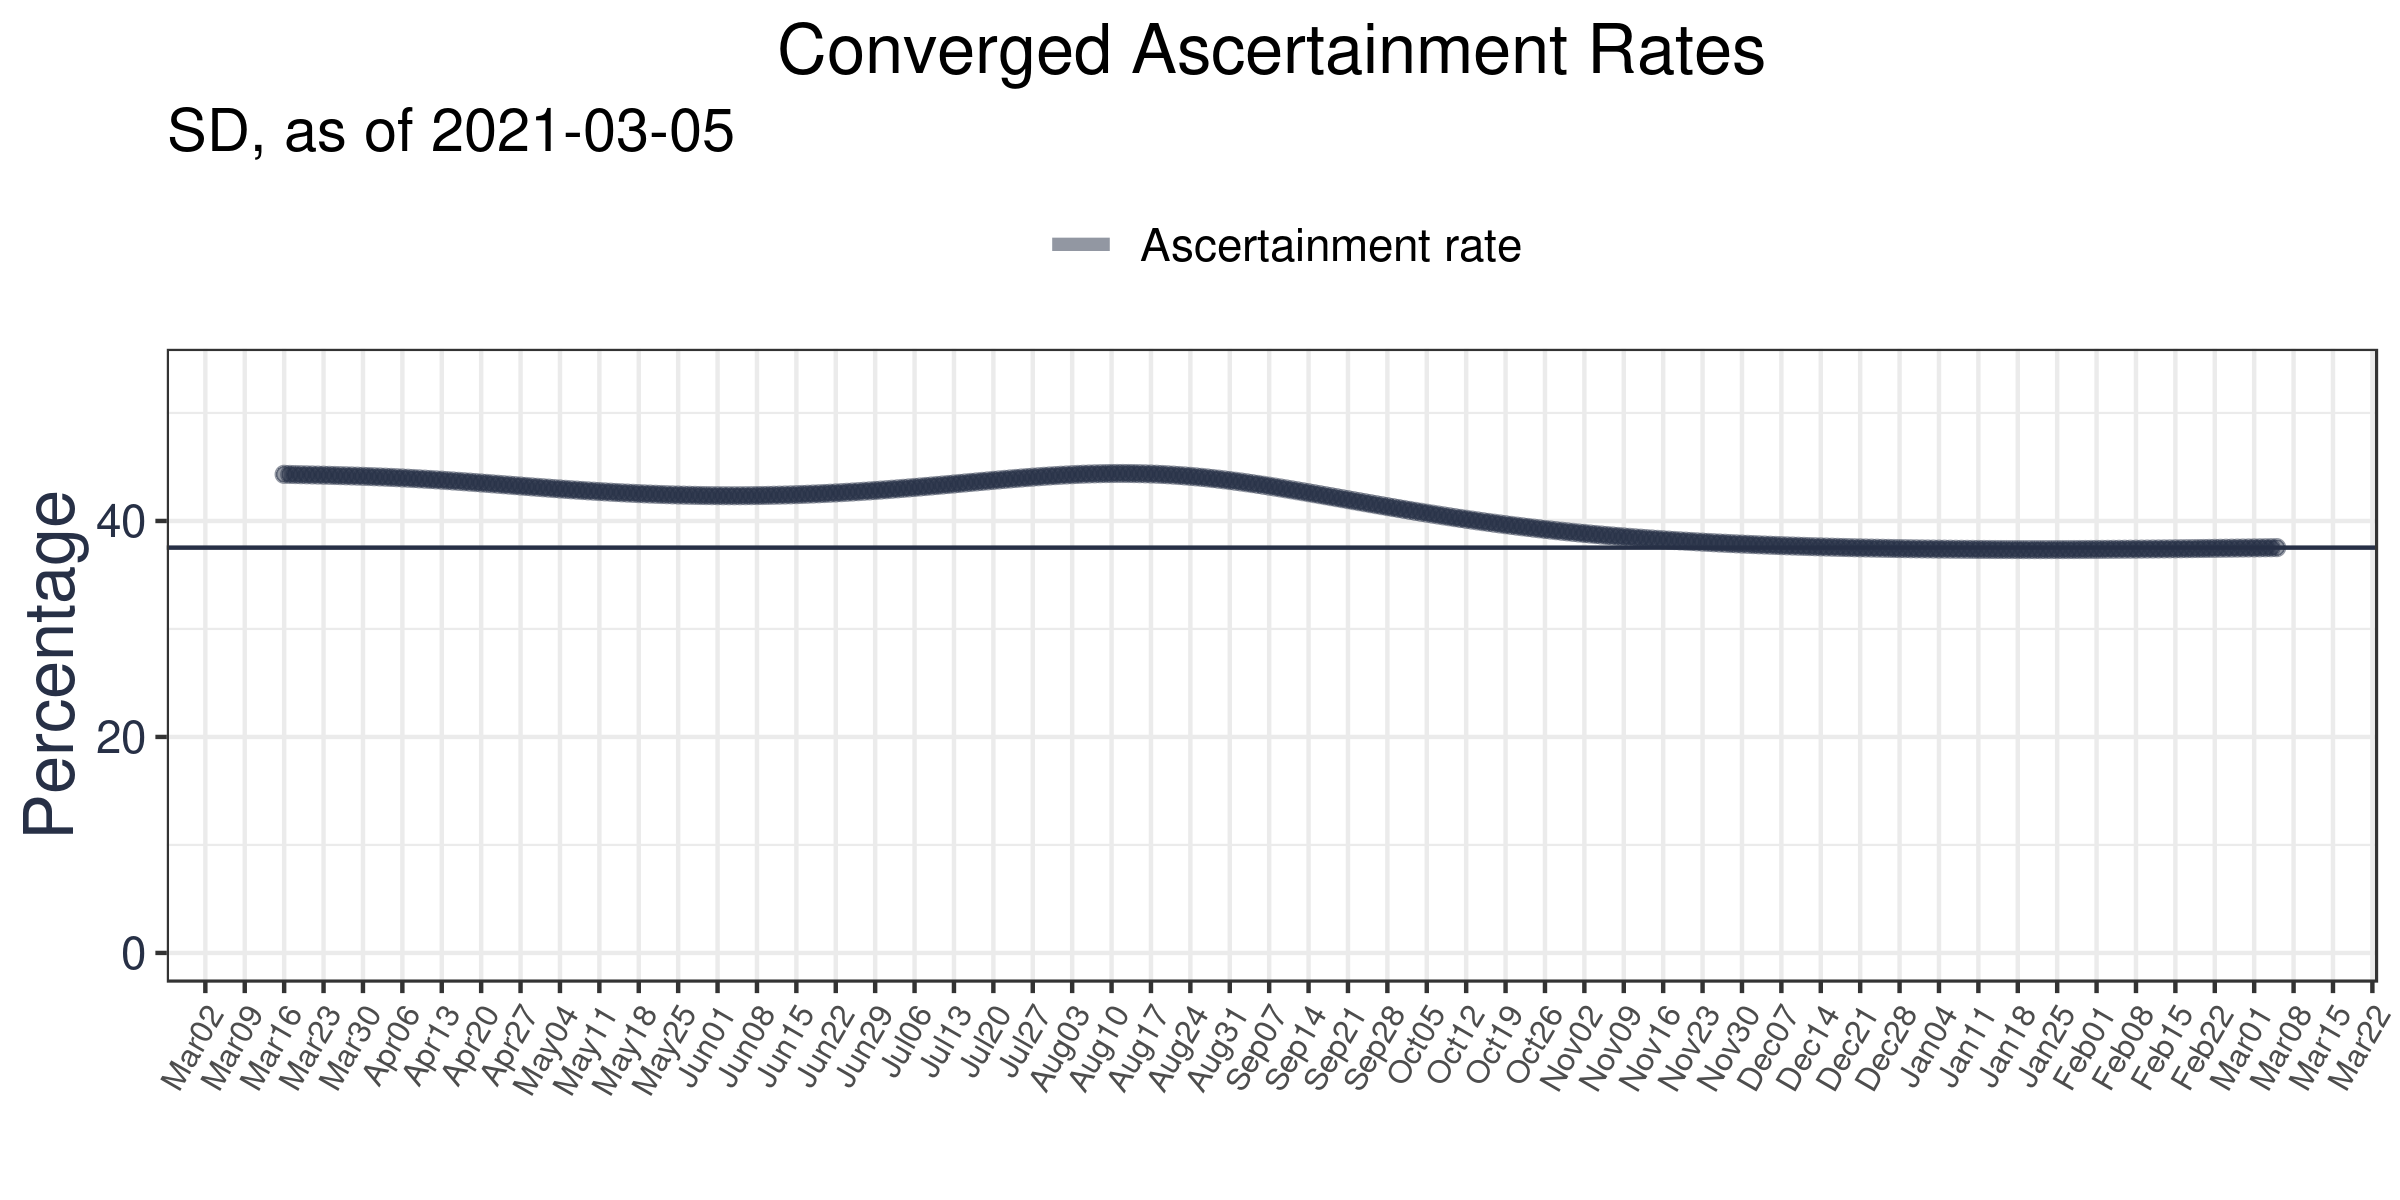 Converged Ascertainment Rates
SD, as of 2021-03-05
Ascertainment rate
Percentage
40
20
0
Mar02 Mar09 Mar16 Mar23 Mar30 Apr06 Apr13 Apr20 Apr27 May04 May11 May18 May25 Jun01 Jun08 Jun15 Jun22 Jun29 Jul06 Jul13 Jul20 Jul27 Aug03 Aug10 Aug17 Aug24 Aug31 Sep07 Sep14 Sep21 Sep28 Oct05 Oct12 Oct19 Oct26 Nov02 Nov09 Nov16 Nov23 Nov30 Dec07 Dec14 Dec21 Dec28 Jan04 Jan11 Jan18 Jan25 Feb01 Feb08 Feb15 Feb22 Mar01 Mar08 Mar15 Mar22